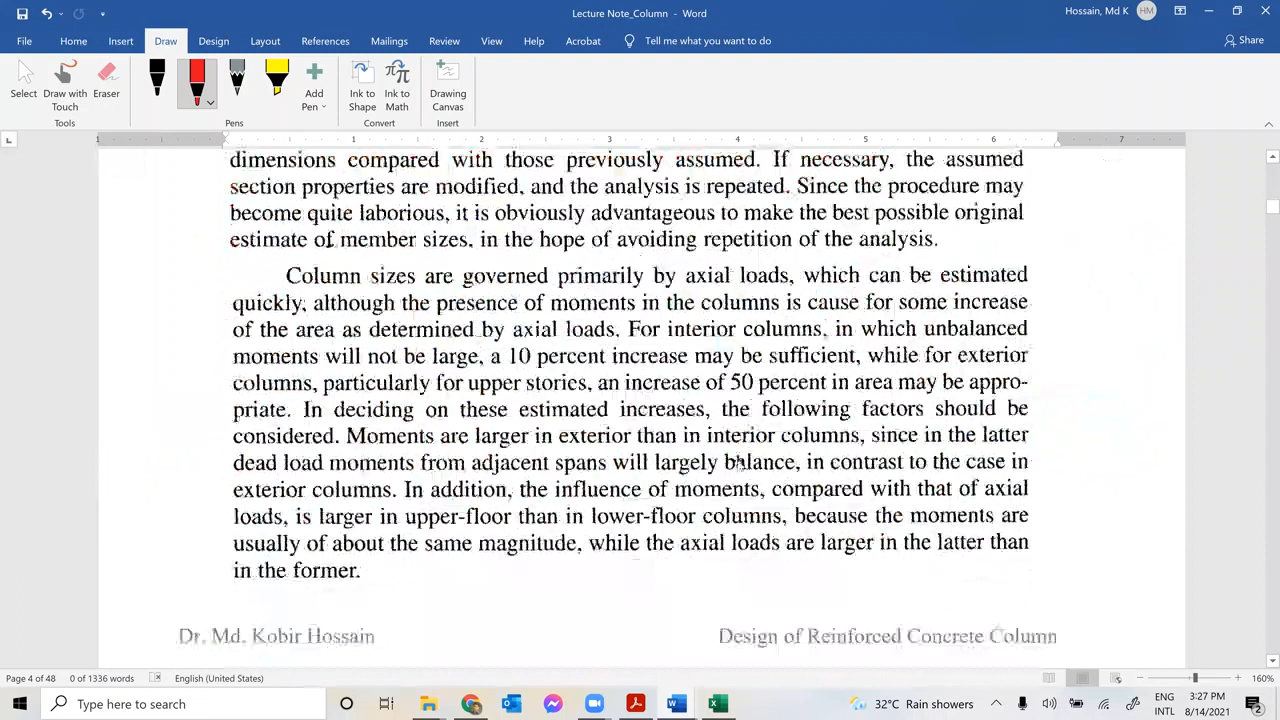 Lecture Note_Column - Word
Hossain, Md K HM
File Home Insert Draw Design Layout References Mailings Review View Help Acrobat Tell me what you want to do Share
Select Draw with Touch Eraser Add Pen Ink to Shape Ink to Math Drawing Canvas
Tools Pens Convert Insert
1 1 2 3 4 5 6 7
dimensions compared with those previously assumed. If necessary, the assumed
section properties are modified, and the analysis is repeated. Since the procedure may
become quite laborious, it is obviously advantageous to make the best possible original
estimate of member sizes, in the hope of avoiding repetition of the analysis.
Column sizes are governed primarily by axial loads, which can be estimated
quickly, although the presence of moments in the columns is cause for some increase
of the area as determined by axial loads. For interior columns, in which unbalanced
moments will not be large, a 10 percent increase may be sufficient, while for exterior
columns, particularly for upper stories, an increase of 50 percent in area may be appro-
priate. In deciding on these estimated increases, the following factors should be
considered. Moments are larger in exterior than in interior columns, since in the latter
dead load moments from adjacent spans will largely balance, in contrast to the case in
exterior columns. In addition, the influence of moments, compared with that of axial
loads, is larger in upper-floor than in lower-floor columns, because the moments are
usually of about the same magnitude, while the axial loads are larger in the latter than
in the former.
Dr. Md. Kobir Hossain Design of Reinforced Concrete Column
Page 4 of 48 0 of 1336 words English (United States) 160%
Type here to search 32°C Rain showers ENG INTL 3:27 PM 8/14/2021 2